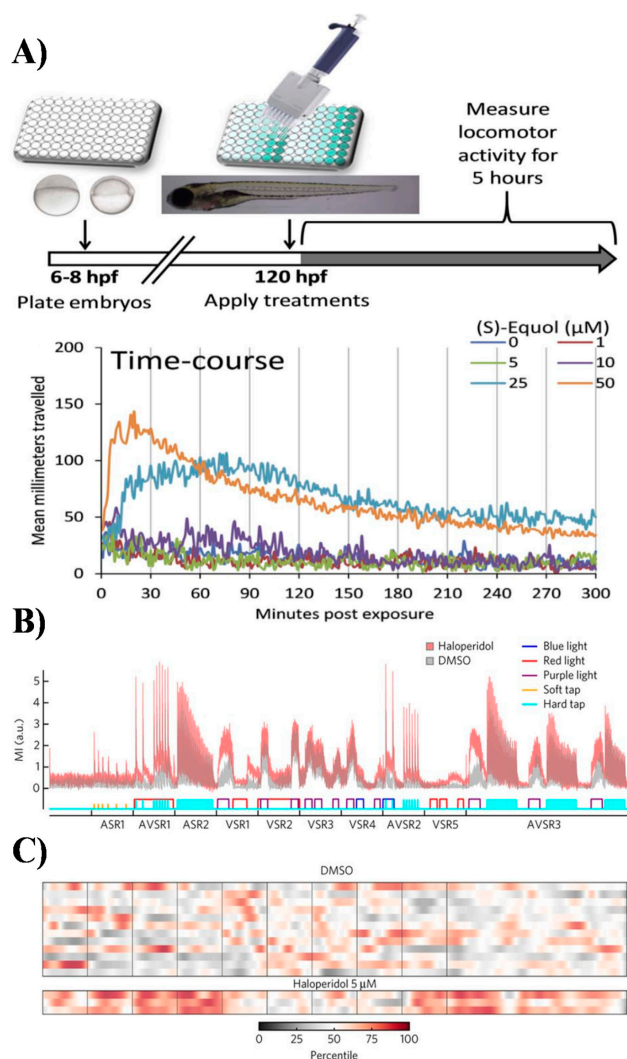 A)
Measure
locomotor
activity for
5 hours
6-8 hpf
120 hpf
Plate embryos
Apply treatments
(S)-Equol (µM)
0
1
5
10
25
50
Time-course
Mean millimeters travelled
200
150
100
50
0
0
30
60
90
120
150
180
210
240
270
300
Minutes post exposure
B)
Haloperidol
DMSO
Blue light
Red light
Purple light
Soft tap
Hard tap
MI (a.u.)
5
4
3
2
1
0
ASR1
AVSR1
ASR2
VSR1
VSR2
VSR3
VSR4
AVSR2
VSR5
AVSR3
C)
DMSO
Haloperidol 5 µM
0
25
50
75
100
Percentile